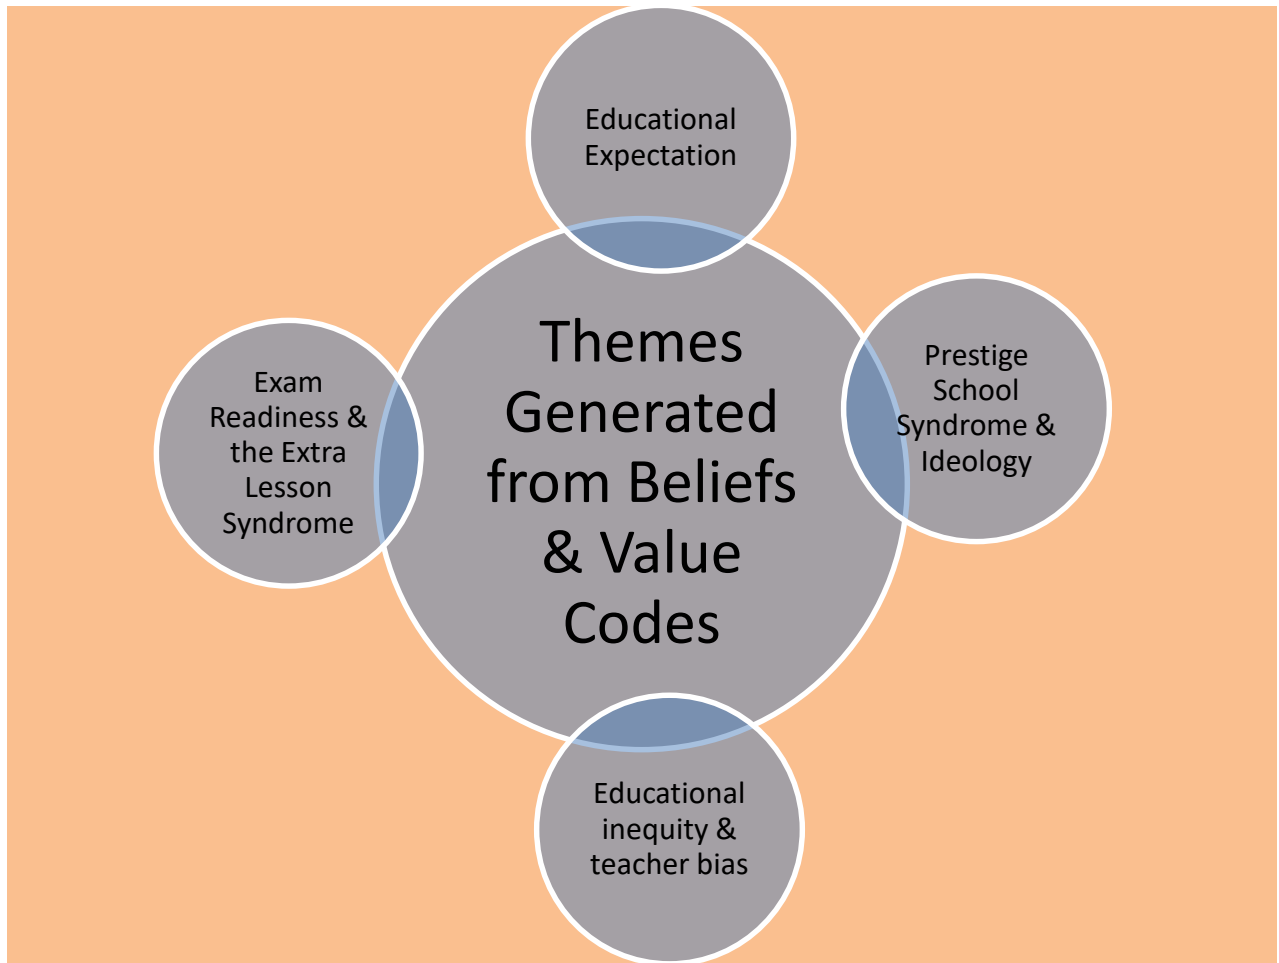 Educational
Expectation
Themes
Generated
from Beliefs
& Value
Codes
Prestige
School
Syndrome &
Ideology
Exam
Readiness &
the Extra
Lesson
Syndrome
Educational
inequity &
teacher bias